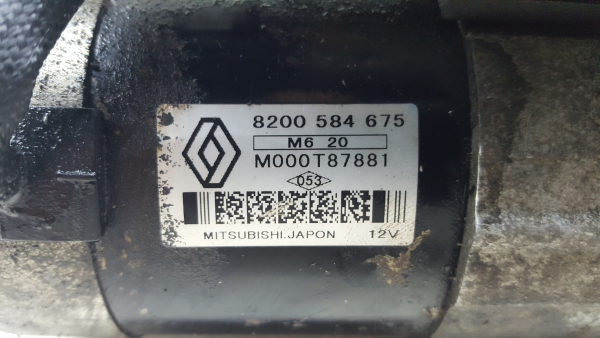 8200 584 675
M6 20
M000T87881
053
MITSUBISHI.JAPON 12V